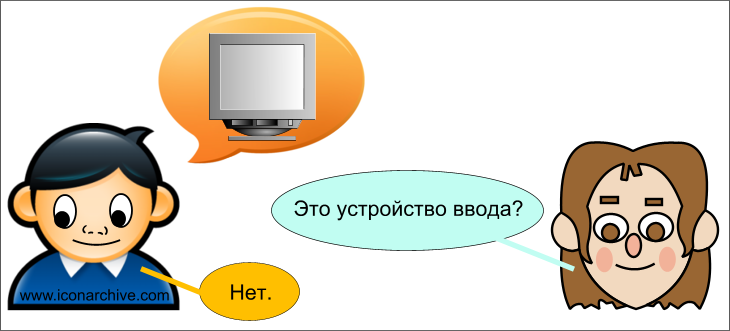 Это устройство ввода?
Нет.
www.iconarchive.com